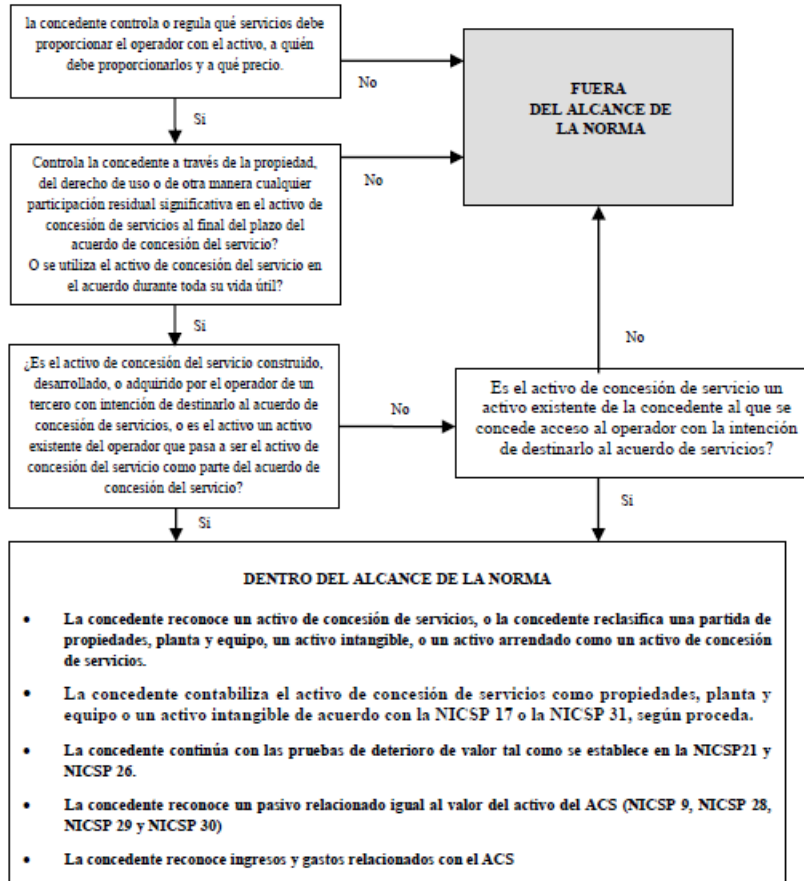 la concedente controla o regula qué servicios debe
proporcionar el operador con el activo, a quién
debe proporcionarlos y a qué precio.
No
FUERA
DEL ALCANCE DE
LA NORMA
Si
Controla la concedente a través de la propiedad,
del derecho de uso o de otra manera cualquier
participación residual significativa en el activo de
concesión de servicios al final del plazo del
acuerdo de concesión del servicio?
O se utiliza el activo de concesión del servicio en
el acuerdo durante toda su vida útil?
No
Si
No
¿Es el activo de concesión del servicio construido,
desarrollado, o adquirido por el operador de un
tercero con intención de destinarlo al acuerdo de
concesión de servicios, o es el activo un activo
existente del operador que pasa a ser el activo de
concesión del servicio como parte del acuerdo de
concesión del servicio?
No
Es el activo de concesión de servicio un
activo existente de la concedente al que se
concede acceso al operador con la intención
de destinarlo al acuerdo de servicios?
Si
Si
DENTRO DEL ALCANCE DE LA NORMA
• La concedente reconoce un activo de concesión de servicios, o la concedente reclasifica una partida de
propiedades, planta y equipo, un activo intangible, o un activo arrendado como un activo de concesión
de servicios.
• La concedente contabiliza el activo de concesión de servicios como propiedades, planta y
equipo o un activo intangible de acuerdo con la NICSP 17 o la NICSP 31, según proceda.
• La concedente continúa con las pruebas de deterioro de valor tal como se establece en la NICSP21 y
NICSP 26.
• La concedente reconoce un pasivo relacionado igual al valor del activo del ACS (NICSP 9, NICSP 28,
NICSP 29 y NICSP 30)
• La concedente reconoce ingresos y gastos relacionados con el ACS